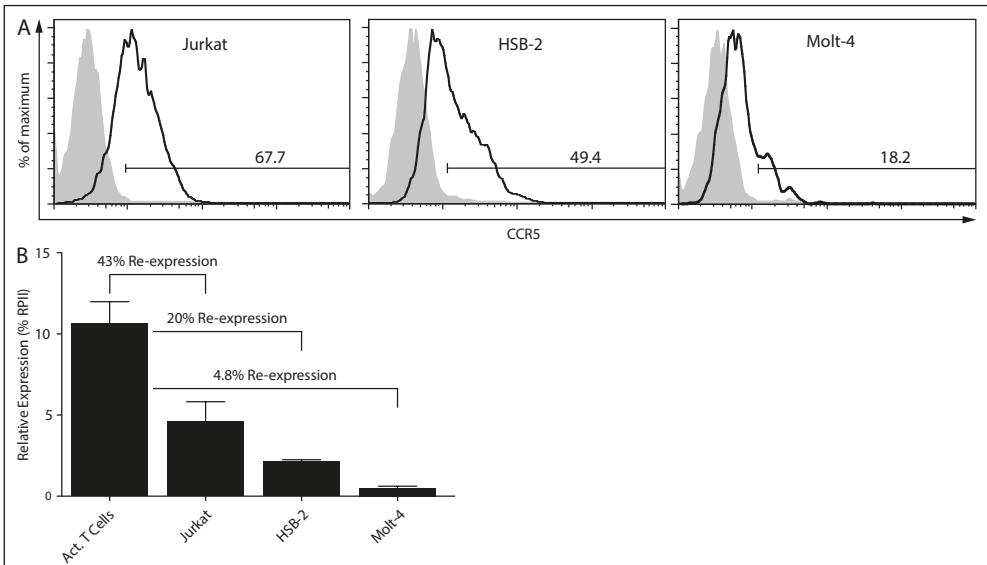 A
Jurkat
HSB-2
Molt-4
% of maximum
67.7
49.4
18.2
CCR5
B
15
10
5
0
Relative Expression (% RPII)
43% Re-expression
20% Re-expression
4.8% Re-expression
Act. T Cells
Jurkat
HSB-2
Molt-4